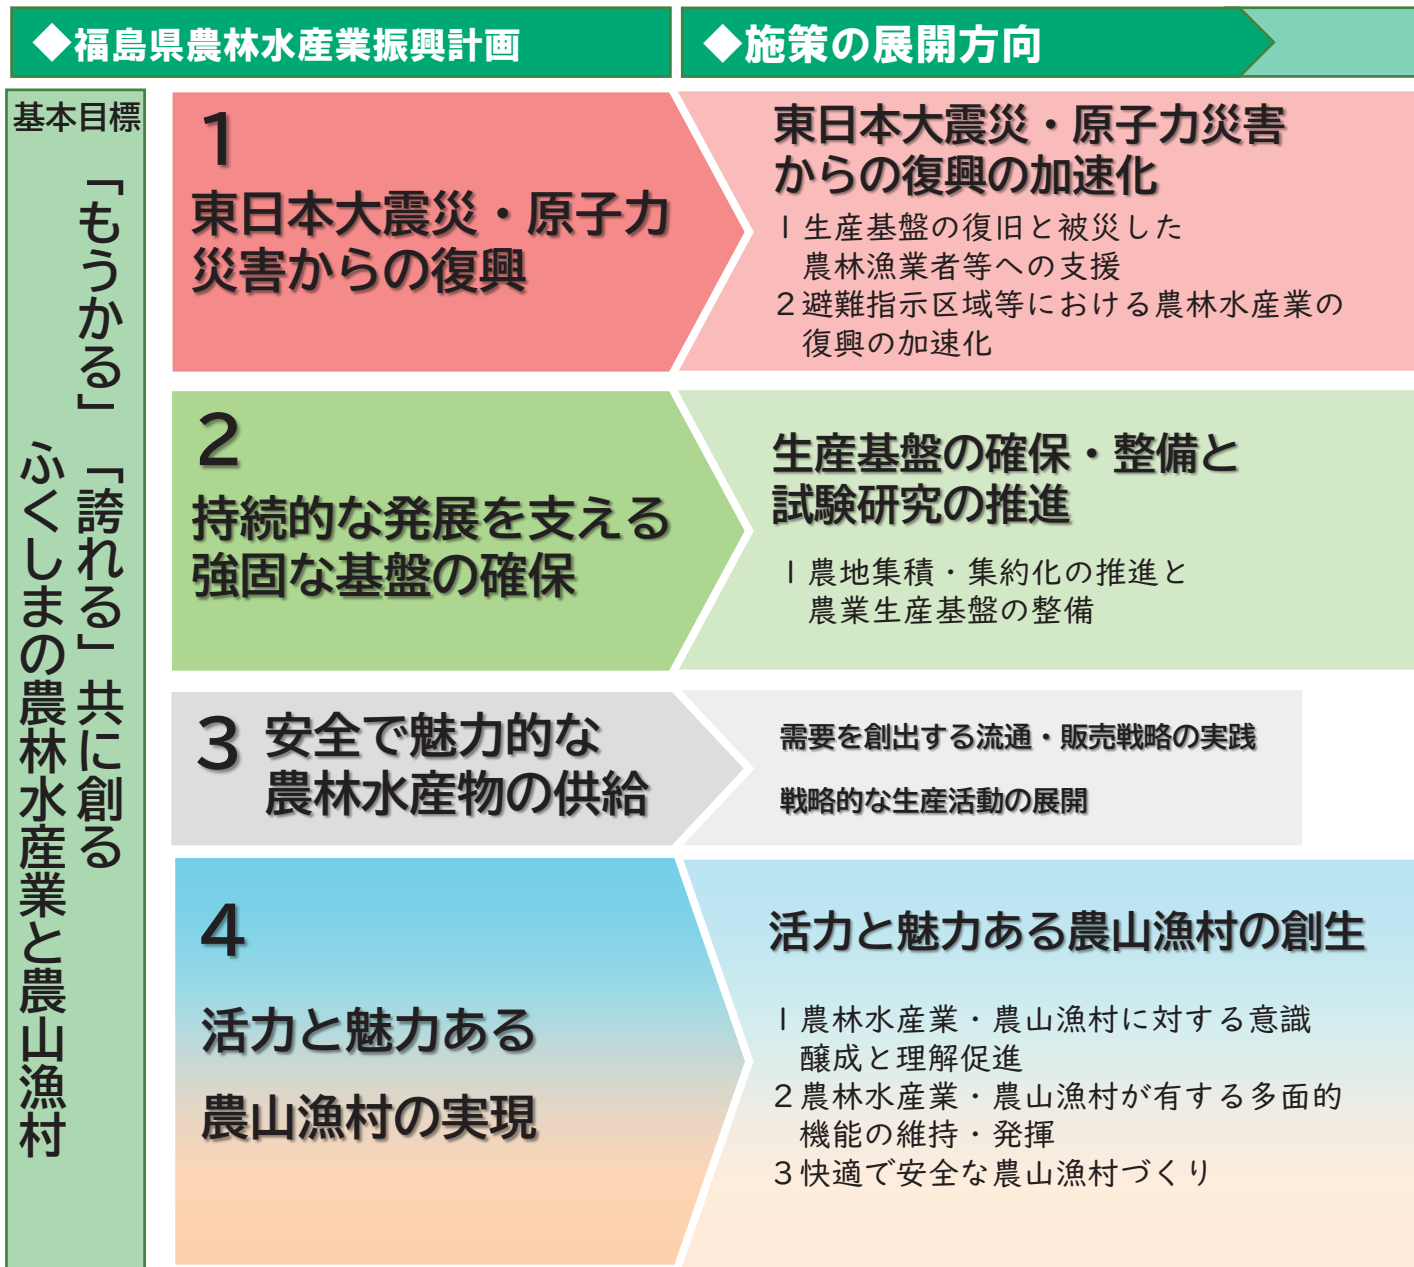 ◆福島県農林水産業振興計画
◆施策の展開方向
基本目標
「もうかる」「誇れる」共に創る
ふくしまの農林水産業と農山漁村
1
東日本大震災・原子力
災害からの復興
東日本大震災・原子力災害
からの復興の加速化
1 生産基盤の復旧と被災した
農林漁業者等への支援
2 避難指示区域等における農林水産業の
復興の加速化
2
持続的な発展を支える
強固な基盤の確保
生産基盤の確保・整備と
試験研究の推進
1 農地集積・集約化の推進と
農業生産基盤の整備
3 安全で魅力的な
農林水産物の供給
需要を創出する流通・販売戦略の実践
戦略的な生産活動の展開
4
活力と魅力ある
農山漁村の実現
活力と魅力ある農山漁村の創生
1 農林水産業・農山漁村に対する意識
醸成と理解促進
2 農林水産業・農山漁村が有する多面的
機能の維持・発揮
3 快適で安全な農山漁村づくり